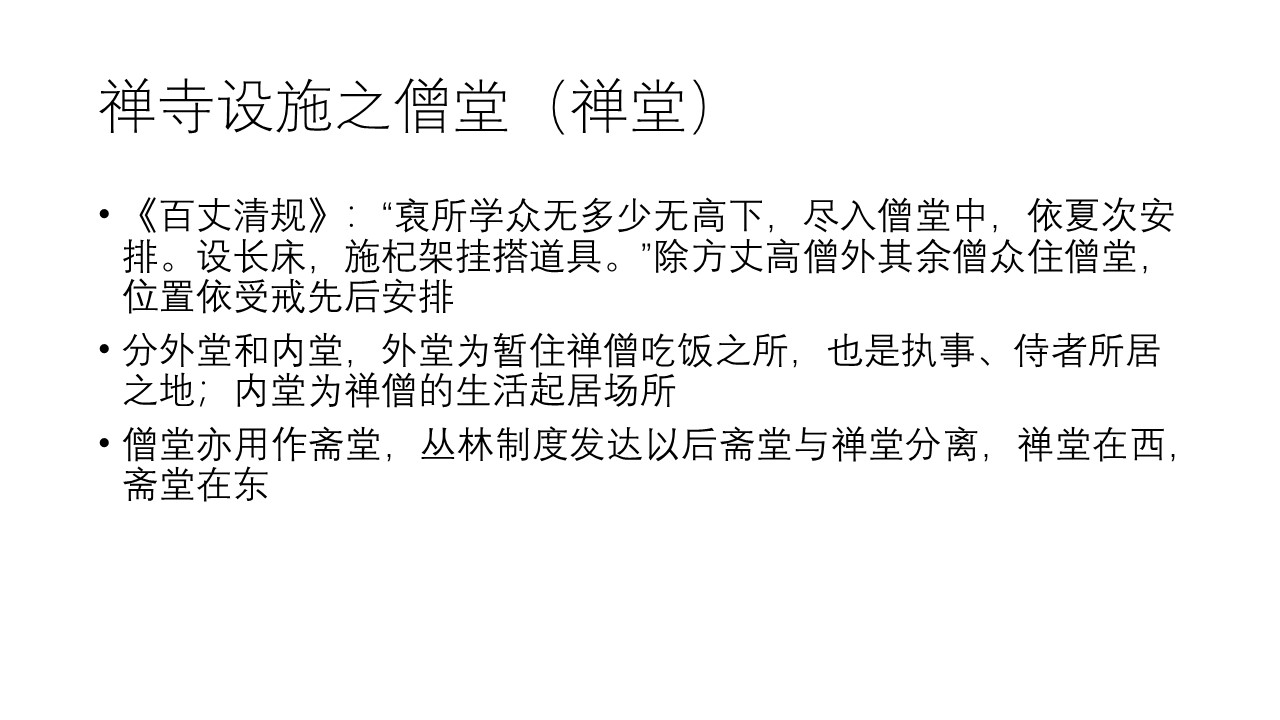 禅寺设施之僧堂（禅堂）
• 《百丈清规》：“裒所学众无多少无高下，尽入僧堂中，依夏次安
排。设长床，施杞架挂搭道具。”除方丈高僧外其余僧众住僧堂，
位置依受戒先后安排
• 分外堂和内堂，外堂为暂住禅僧吃饭之所，也是执事、侍者所居
之地；内堂为禅僧的生活起居场所
• 僧堂亦用作斋堂，丛林制度发达以后斋堂与禅堂分离，禅堂在西，
斋堂在东